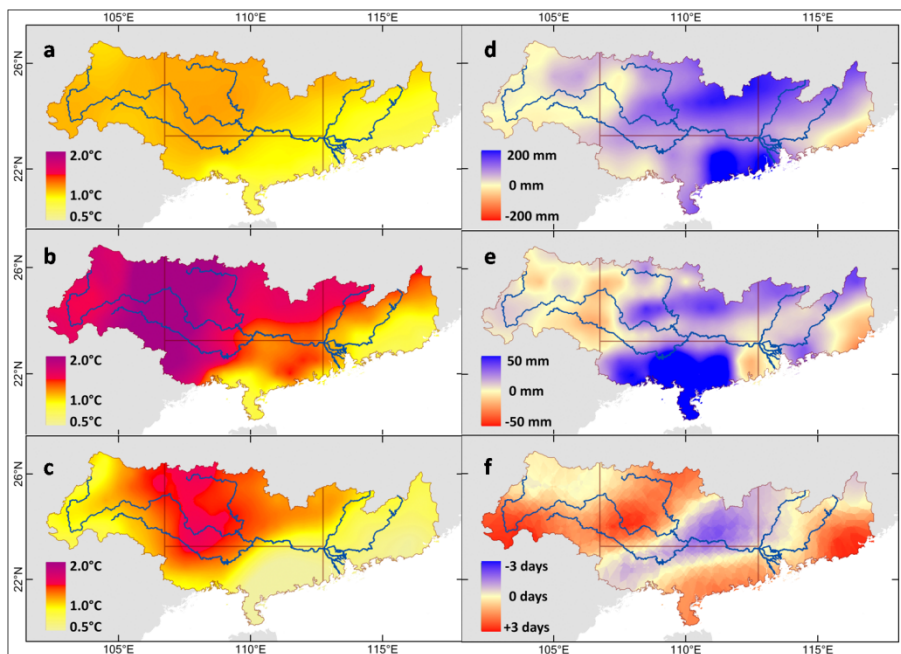 105°E 110°E 115°E 105°E 110°E 115°E
26°N
22°N
a
2.0°C
1.0°C
0.5°C
d
200 mm
0 mm
-200 mm
26°N
22°N
b
2.0°C
1.0°C
0.5°C
e
50 mm
0 mm
-50 mm
26°N
22°N
c
2.0°C
1.0°C
0.5°C
f
-3 days
0 days
+3 days
105°E 110°E 115°E 105°E 110°E 115°E